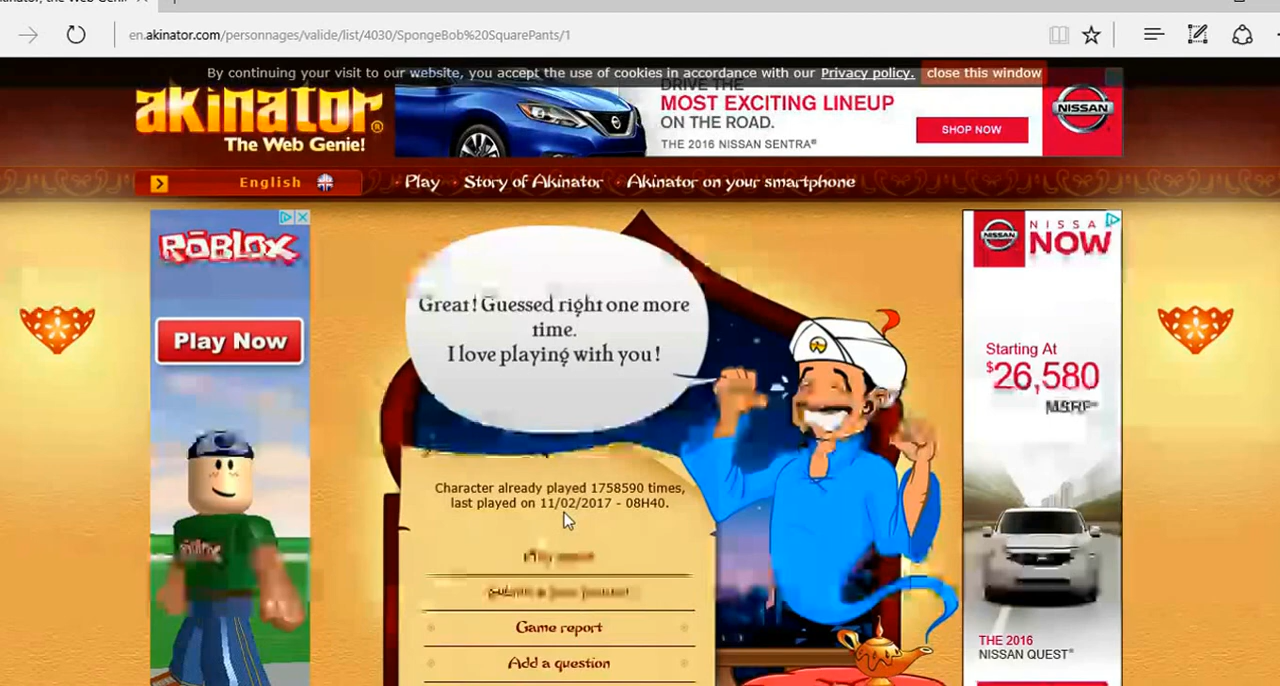 en.akinator.com/personnages/valide/list/4030/SpongeBob%20SquarePants/1
By continuing your visit to our website, you accept the use of cookies in accordance with our Privacy policy. close this window
akinator®
The Web Genie!
DRIVE THE
MOST EXCITING LINEUP
ON THE ROAD.
THE 2016 NISSAN SENTRA®
SHOP NOW
NISSAN
English
· Play · Story of Akinator · Akinator on your smartphone
ROBLOX
Play Now
Great! Guessed right one more
time.
I love playing with you!
Character already played 1758590 times,
last played on 11/02/2017 - 08H40.
Game report
Add a question
NISSAN
NISSA
NOW
Starting At
$26,580
MSRP*
THE 2016
NISSAN QUEST®